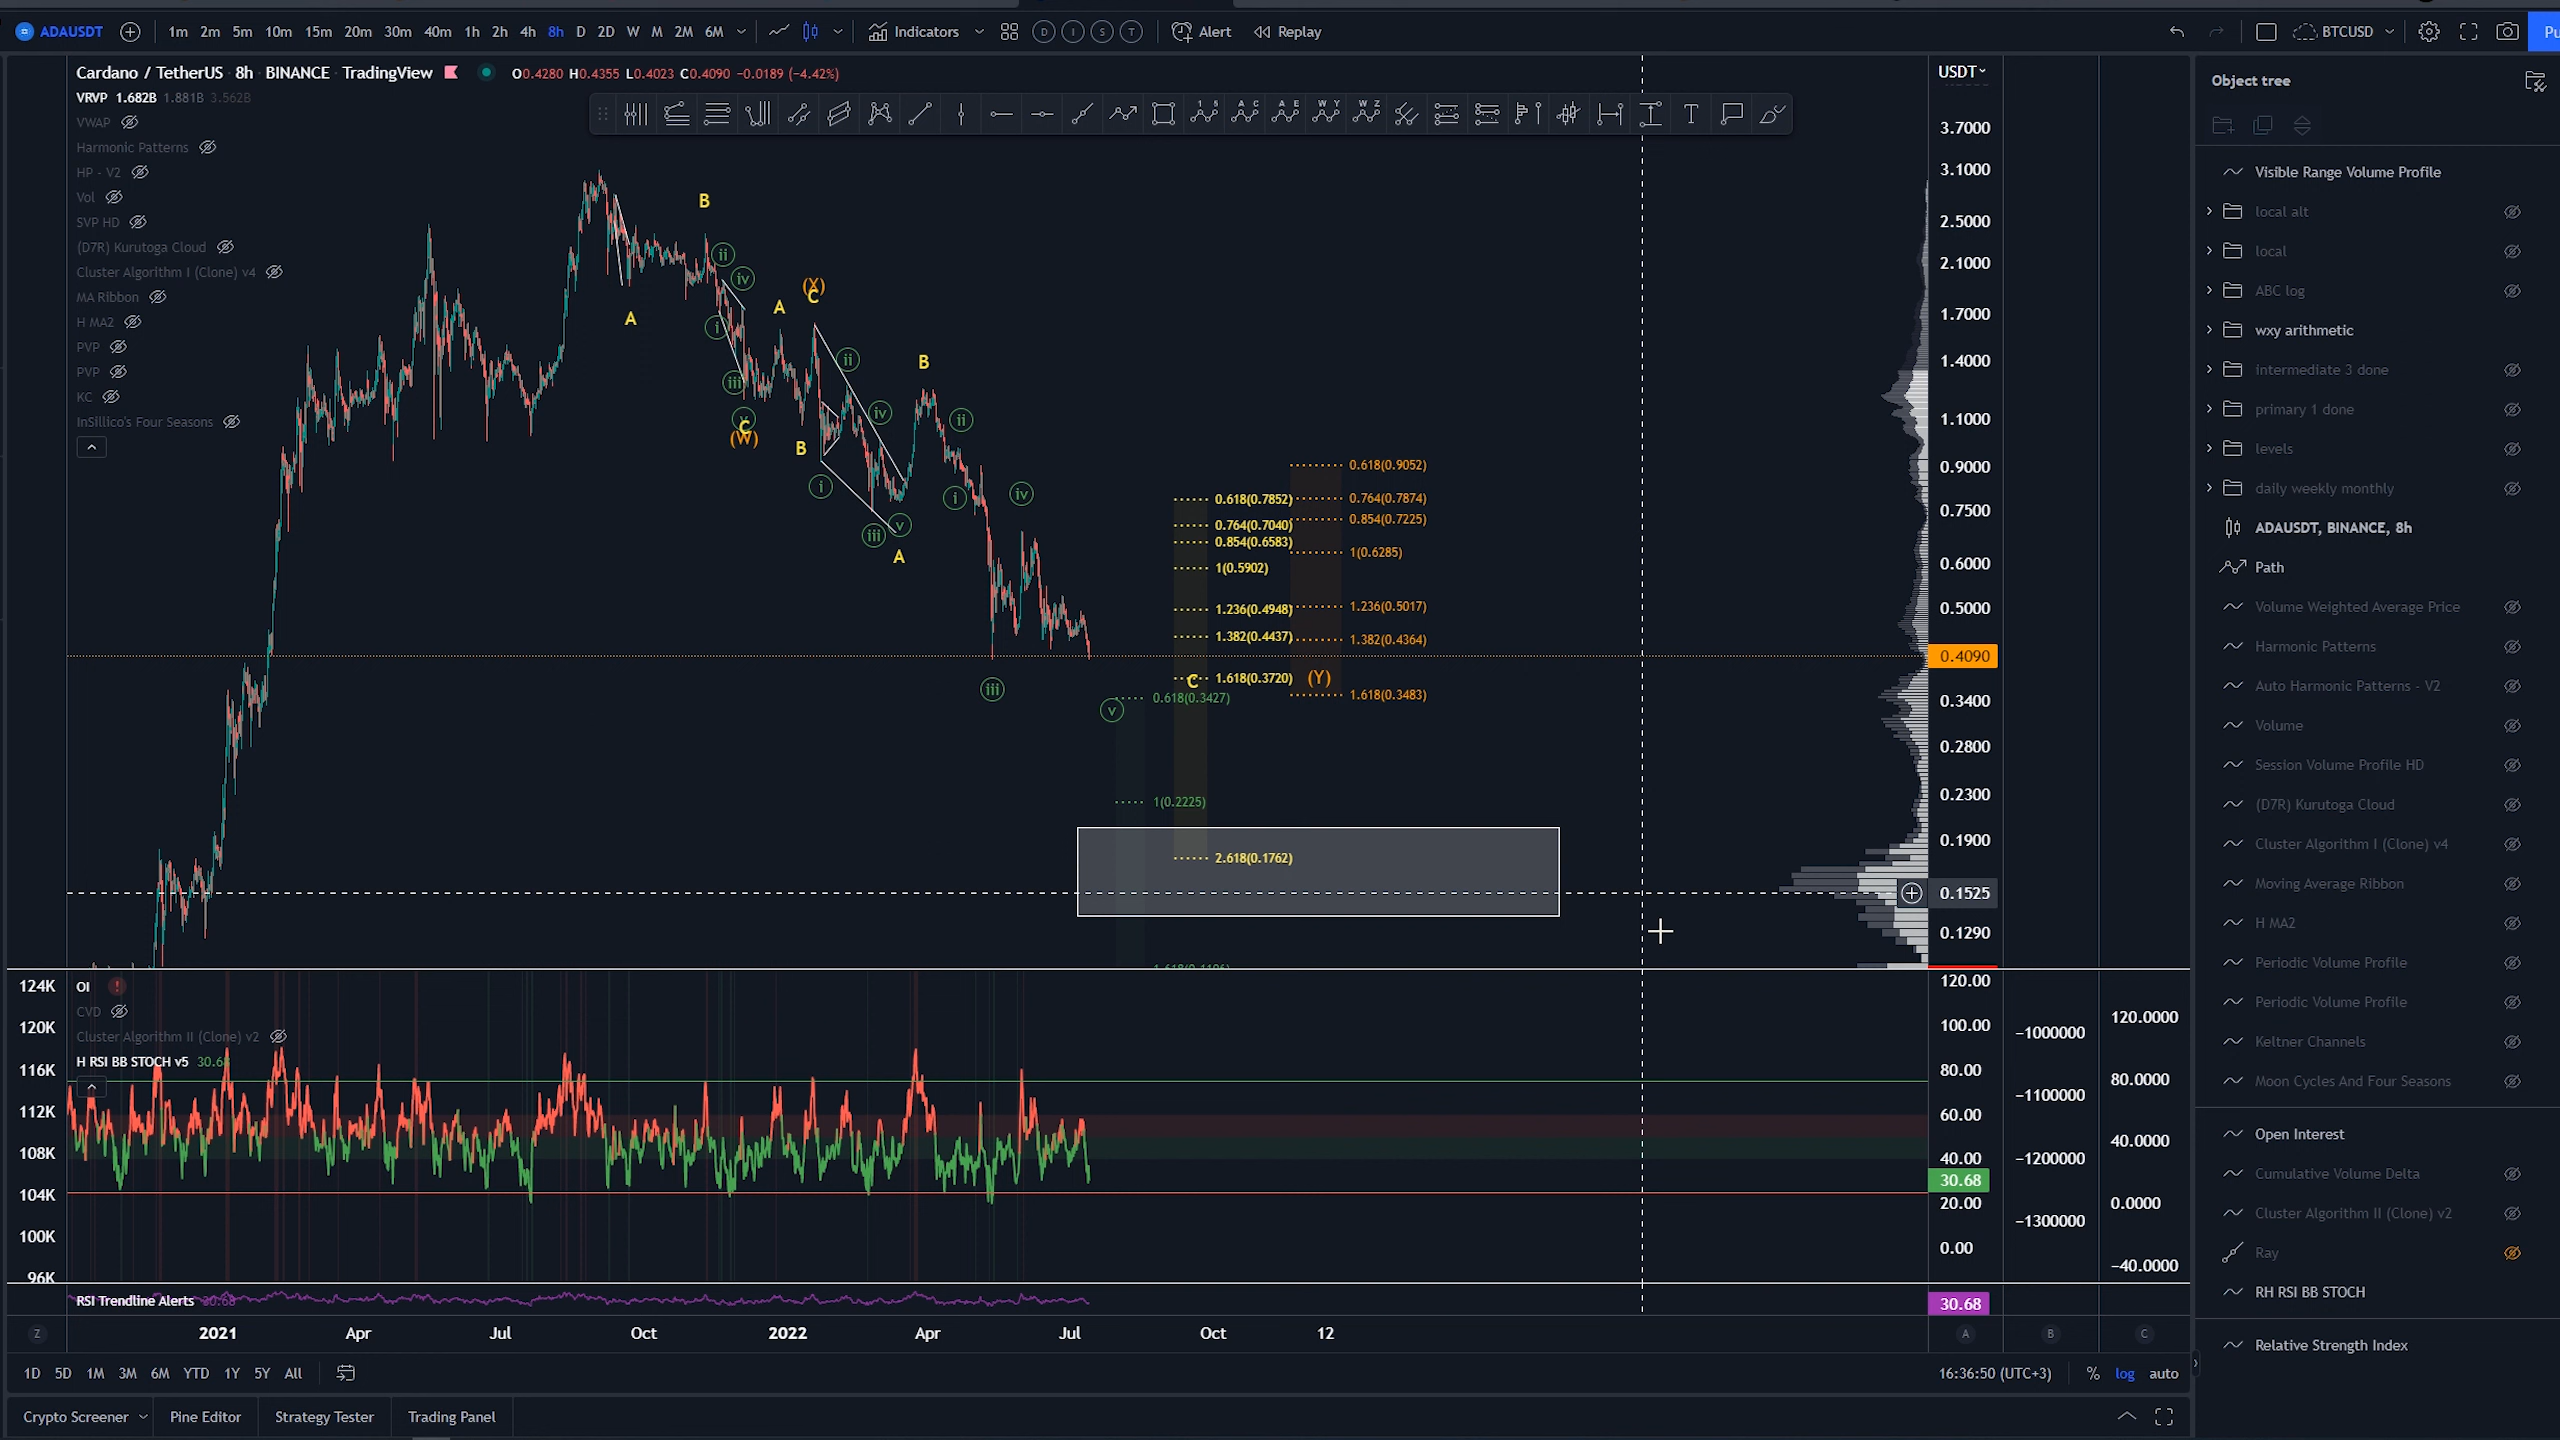 ADAUSDT 1m 2m 5m 10m 15m 20m 30m 40m 1h 2h 4h 8h D 2D W M 2M 6M Indicators D I S T Alert Replay BTCUSD Pu
Cardano / TetherUS 8h BINANCE TradingView O0.4280 H0.4355 L0.4023 C0.4090 −0.0189 (−4.42%)
VRVP 1.682B 1.881B 3.562B
VWAP
Harmonic Patterns
HP - V2
Vol
SVP HD
(D7R) Kurutoga Cloud
Cluster Algorithm I (Clone) v4
MA Ribbon
H MA2
PVP
PVP
KC
InSillico's Four Seasons
1 5 A C A E W Y W Z
T
B
A
ii
iv
i
iii
v
C
(W)
A
(X)
C
B
ii
iv
i
iii
v
A
B
ii
i
iv
iii
v
0.618(0.9052)
0.618(0.7852)
0.764(0.7874)
0.764(0.7040)
0.854(0.7225)
0.854(0.6583)
1(0.6285)
1(0.5902)
1.236(0.4948)
1.236(0.5017)
1.382(0.4437)
1.382(0.4364)
C
1.618(0.3720)
(Y)
1.618(0.3483)
0.618(0.3427)
1(0.2225)
2.618(0.1762)
USDT
3.7000
3.1000
2.5000
2.1000
1.7000
1.4000
1.1000
0.9000
0.7500
0.6000
0.5000
0.4090
0.3400
0.2800
0.2300
0.1900
0.1525
0.1290
OI
CVD
Cluster Algorithm II (Clone) v2
H RSI BB STOCH v5 30.68
124K
120K
116K
112K
108K
104K
100K
96K
120.00
100.00
80.00
60.00
40.00
30.68
20.00
0.00
−1000000
−1100000
−1200000
−1300000
120.0000
80.0000
40.0000
0.0000
−40.0000
RSI Trendline Alerts 30.68
30.68
Z 2021 Apr Jul Oct 2022 Apr Jul Oct 12 A B C
1D 5D 1M 3M 6M YTD 1Y 5Y All 16:36:50 (UTC+3) % log auto
Crypto Screener Pine Editor Strategy Tester Trading Panel
Object tree
Visible Range Volume Profile
local alt
local
ABC log
wxy arithmetic
intermediate 3 done
primary 1 done
levels
daily weekly monthly
ADAUSDT, BINANCE, 8h
Path
Volume Weighted Average Price
Harmonic Patterns
Auto Harmonic Patterns - V2
Volume
Session Volume Profile HD
(D7R) Kurutoga Cloud
Cluster Algorithm I (Clone) v4
Moving Average Ribbon
H MA2
Periodic Volume Profile
Periodic Volume Profile
Keltner Channels
Moon Cycles And Four Seasons
Open Interest
Cumulative Volume Delta
Cluster Algorithm II (Clone) v2
Ray
RH RSI BB STOCH
Relative Strength Index